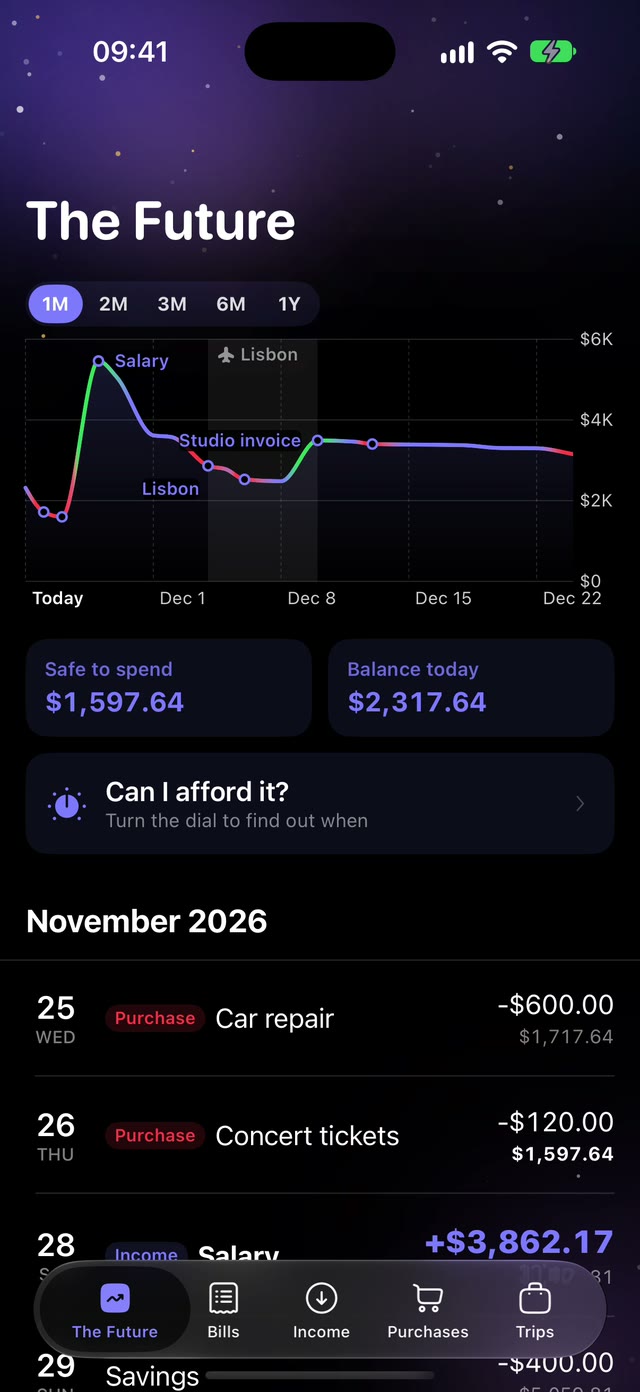 09:41
The Future
1M 2M 3M 6M 1Y
$6K
Lisbon
Salary
$4K
Studio invoice
Lisbon
$2K
$0
Today Dec 1 Dec 8 Dec 15 Dec 22
Safe to spend
$1,597.64
Balance today
$2,317.64
Can I afford it?
Turn the dial to find out when
November 2026
25 Purchase Car repair -$600.00
WED $1,717.64
26 Purchase Concert tickets -$120.00
THU $1,597.64
28 Income Salary +$3,862.17
The Future Bills Income Purchases Trips
29 Savings -$400.00
SUN